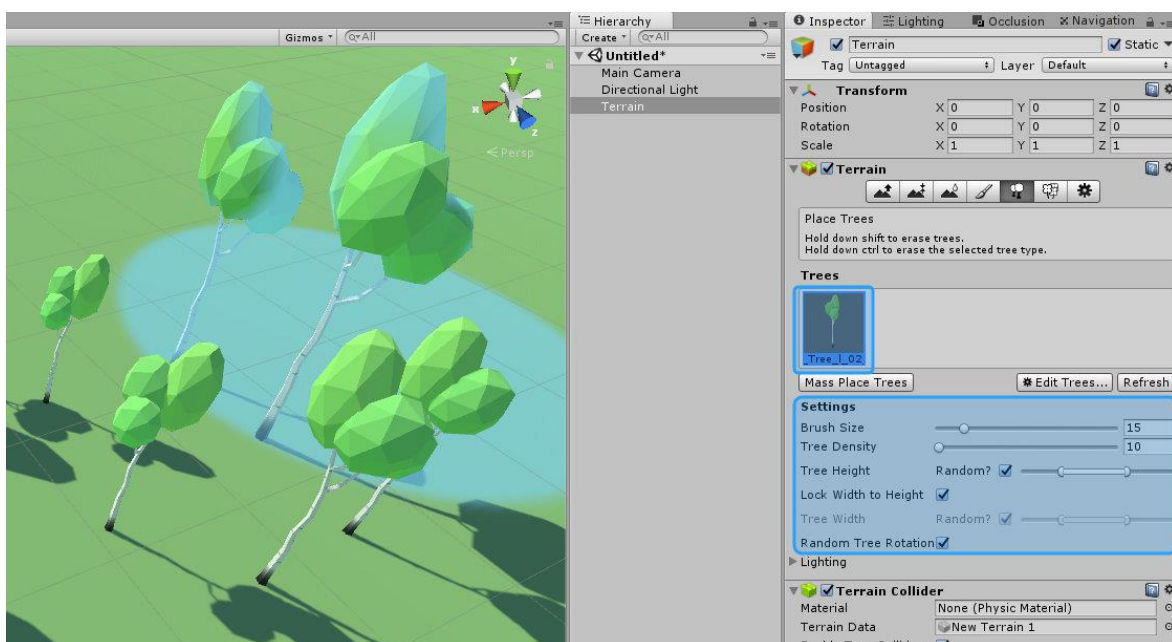 Gizmos
All
y
x
z
Persp
Hierarchy
Create All
Untitled*
Main Camera
Directional Light
Terrain
Inspector Lighting Occlusion Navigation
Terrain Static
Tag Untagged Layer Default
Transform
Position X 0 Y 0 Z 0
Rotation X 0 Y 0 Z 0
Scale X 1 Y 1 Z 1
Terrain
Place Trees
Hold down shift to erase trees.
Hold down ctrl to erase the selected tree type.
Trees
_Tree_l_02
Mass Place Trees Edit Trees... Refresh
Settings
Brush Size 15
Tree Density 10
Tree Height Random?
Lock Width to Height
Tree Width Random?
Random Tree Rotation
Lighting
Terrain Collider
Material None (Physic Material)
Terrain Data New Terrain 1